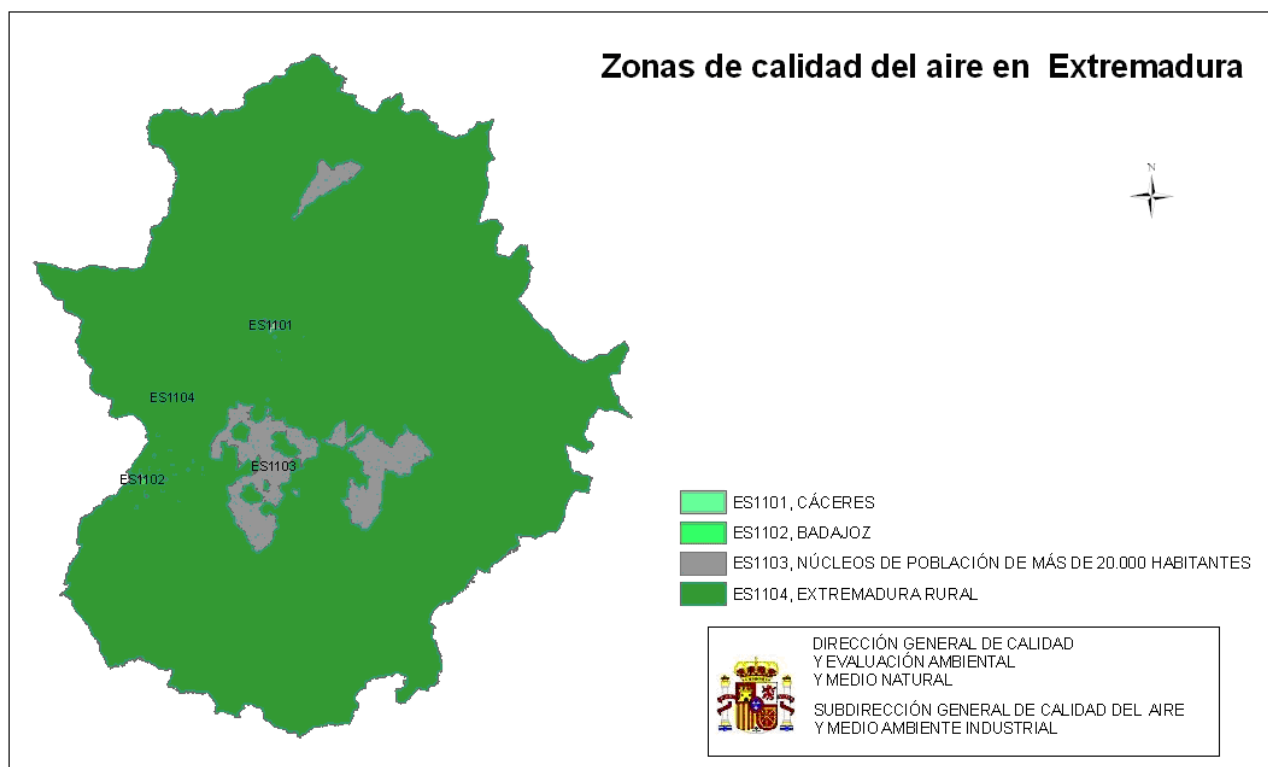 Zonas de calidad del aire en Extremadura
N
ES1101
ES1104
ES1103
ES1102
ES1101, CÁCERES
ES1102, BADAJOZ
ES1103, NÚCLEOS DE POBLACIÓN DE MÁS DE 20.000 HABITANTES
ES1104, EXTREMADURA RURAL
DIRECCIÓN GENERAL DE CALIDAD
Y EVALUACIÓN AMBIENTAL
Y MEDIO NATURAL
SUBDIRECCIÓN GENERAL DE CALIDAD DEL AIRE
Y MEDIO AMBIENTE INDUSTRIAL